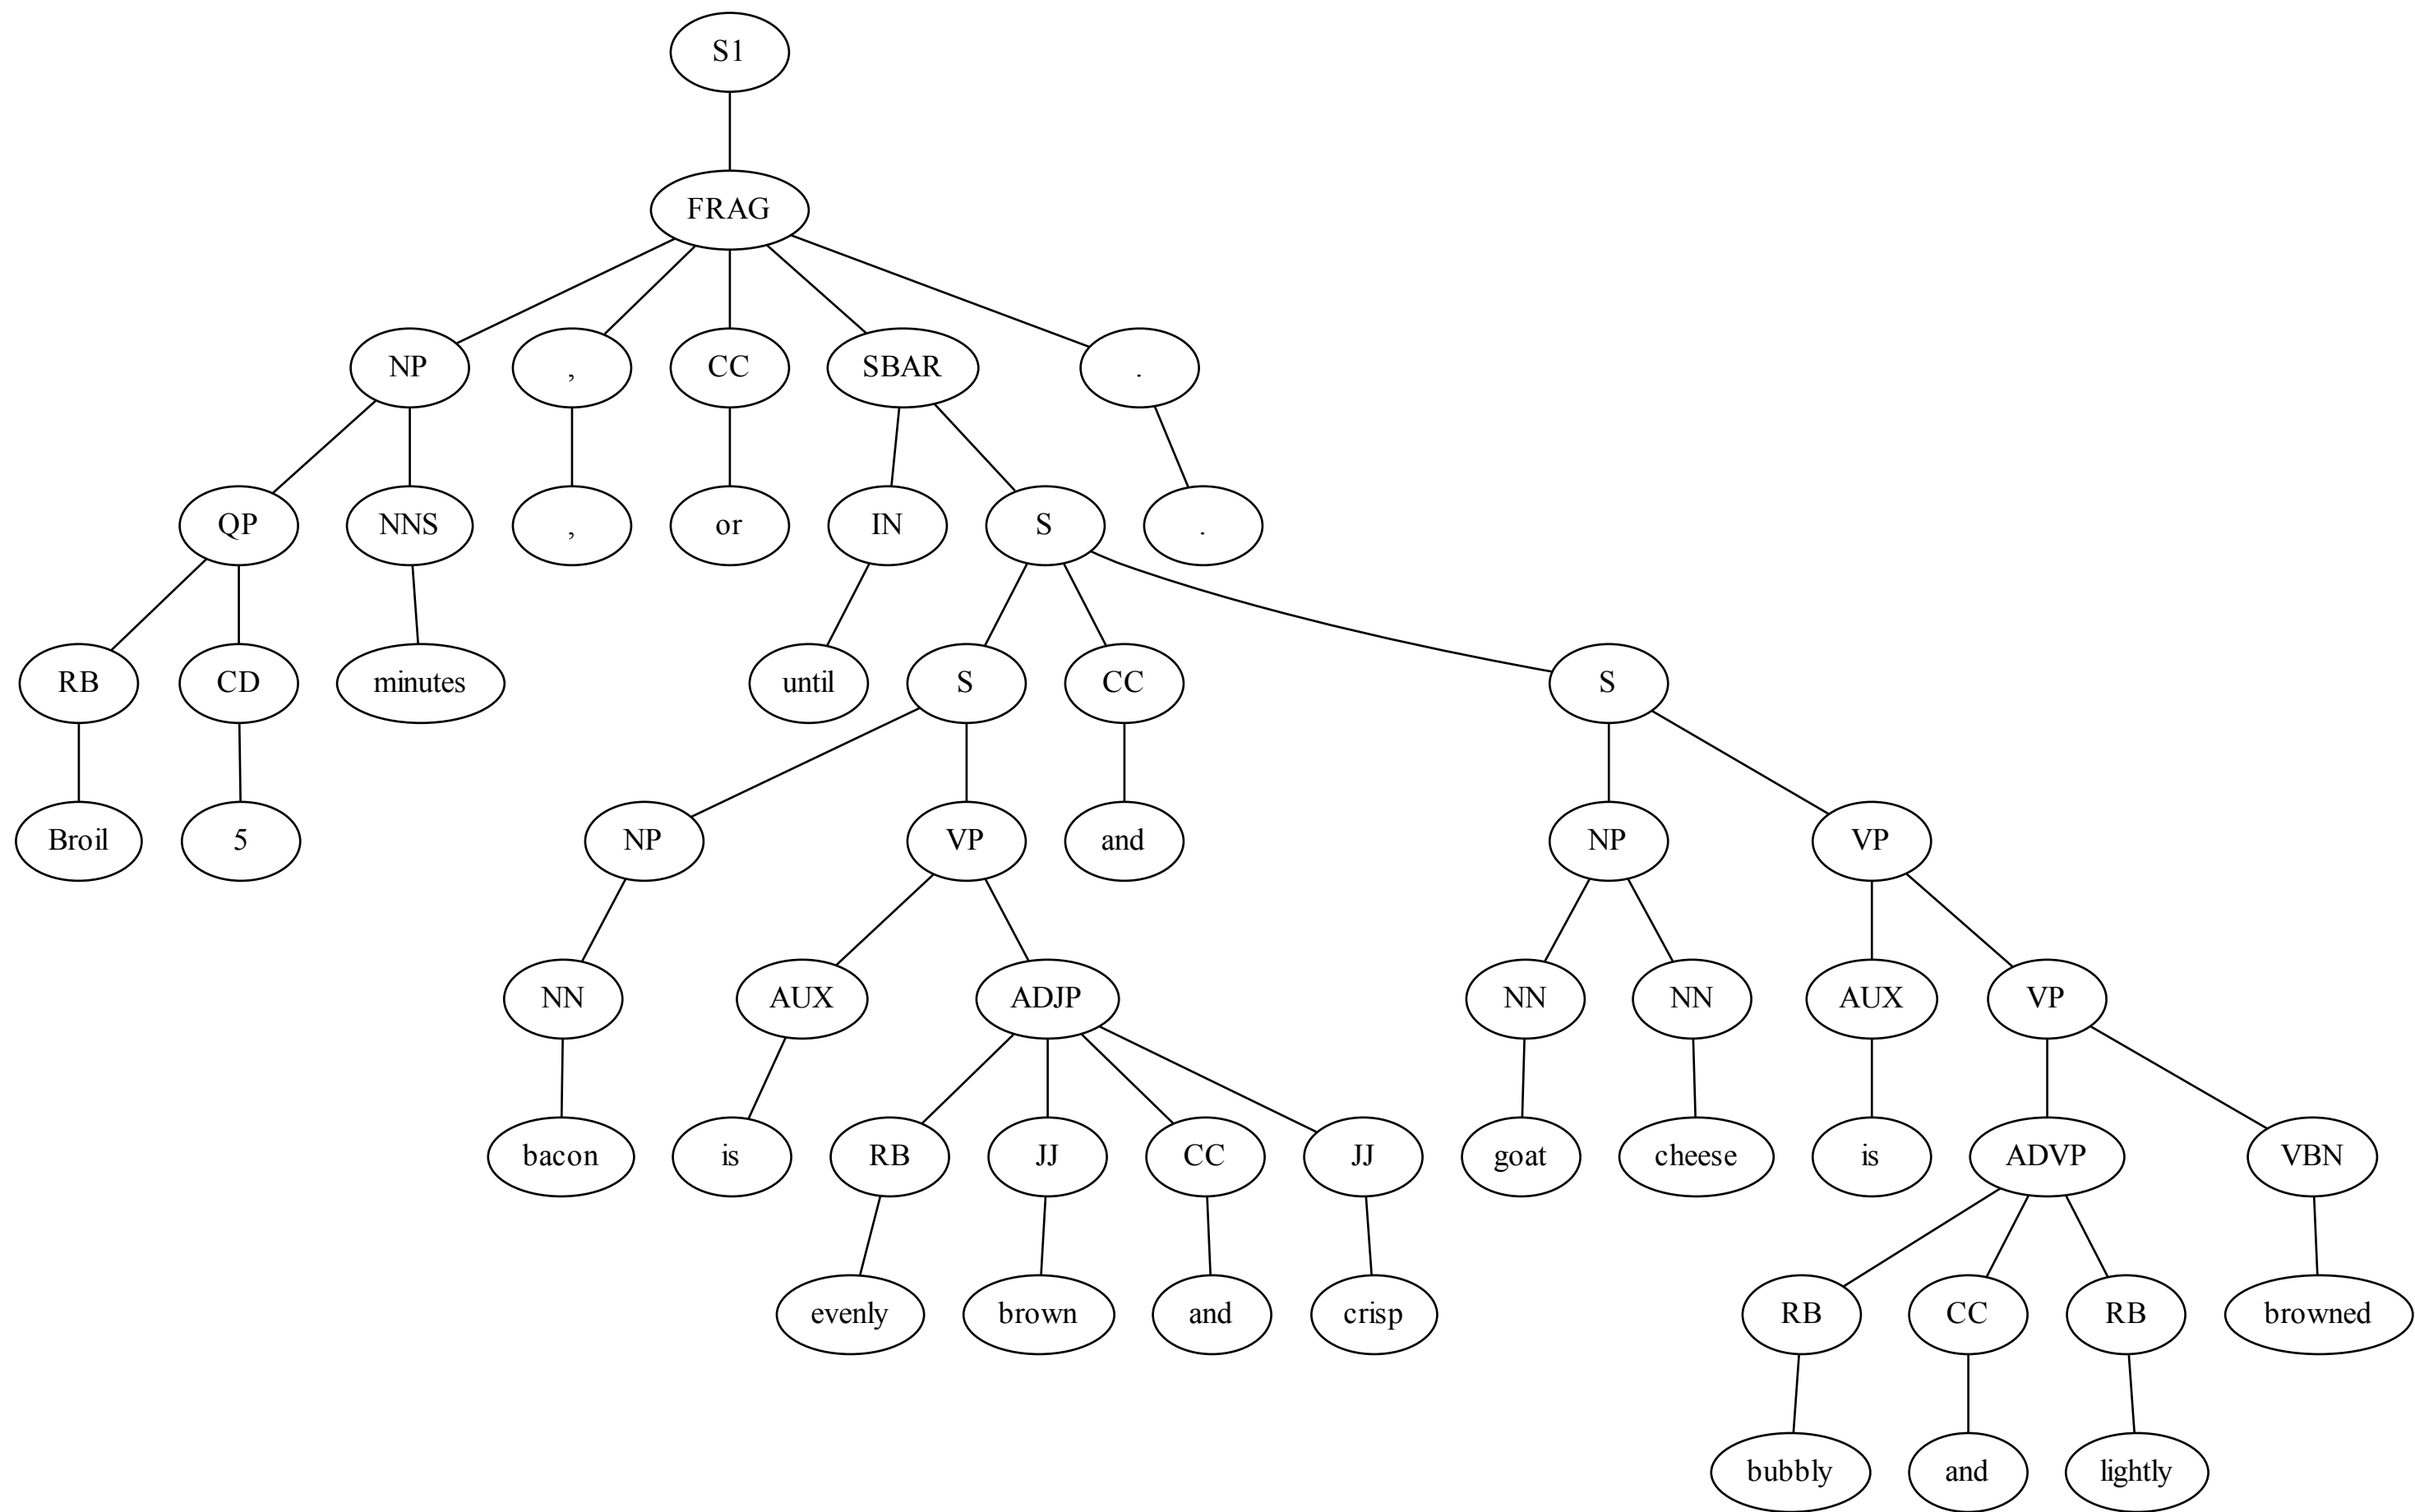 S1
FRAG
NP , CC SBAR .
QP NNS , or IN S .
RB CD minutes until S CC S
Broil 5 NP VP and NP VP
NN AUX ADJP NN NN AUX VP
bacon is RB JJ CC JJ goat cheese is ADVP VBN
evenly brown and crisp RB CC RB browned
bubbly and lightly